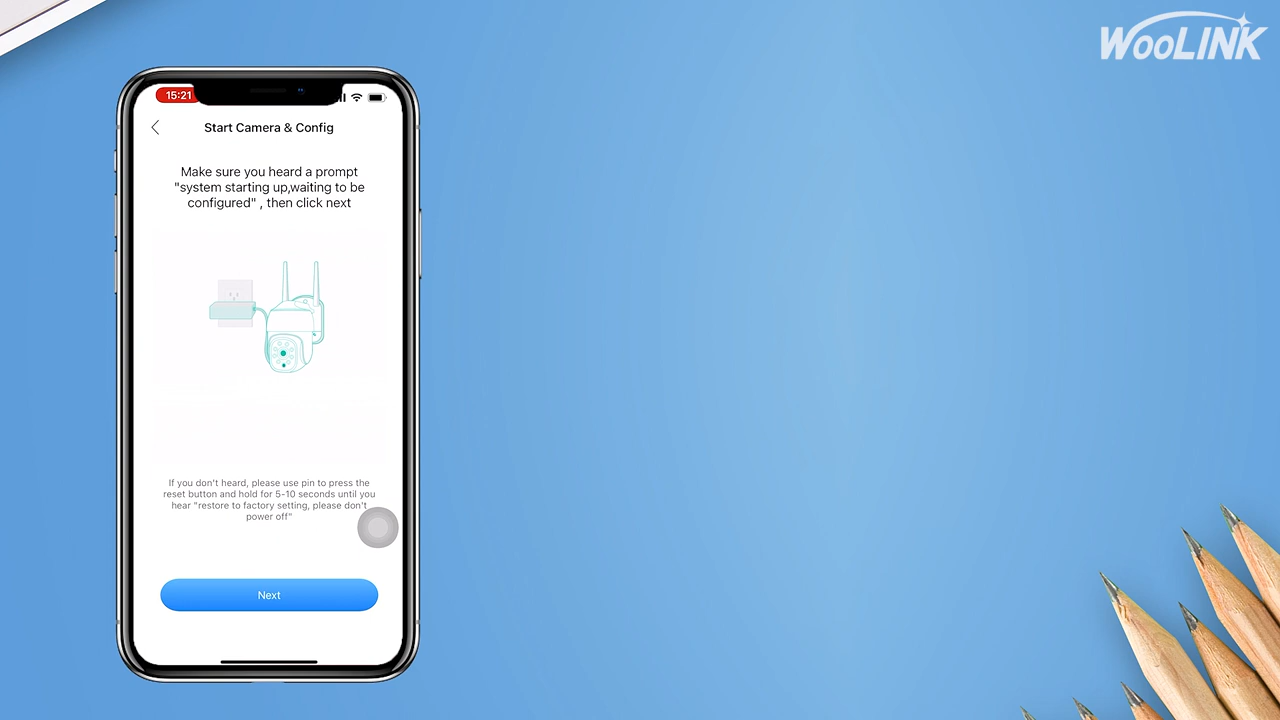 WOOLINK
15:21
Start Camera & Config
Make sure you heard a prompt
"system starting up,waiting to be
configured" , then click next
If you don't heard, please use pin to press the
reset button and hold for 5-10 seconds until you
hear "restore to factory setting, please don't
power off"
Next